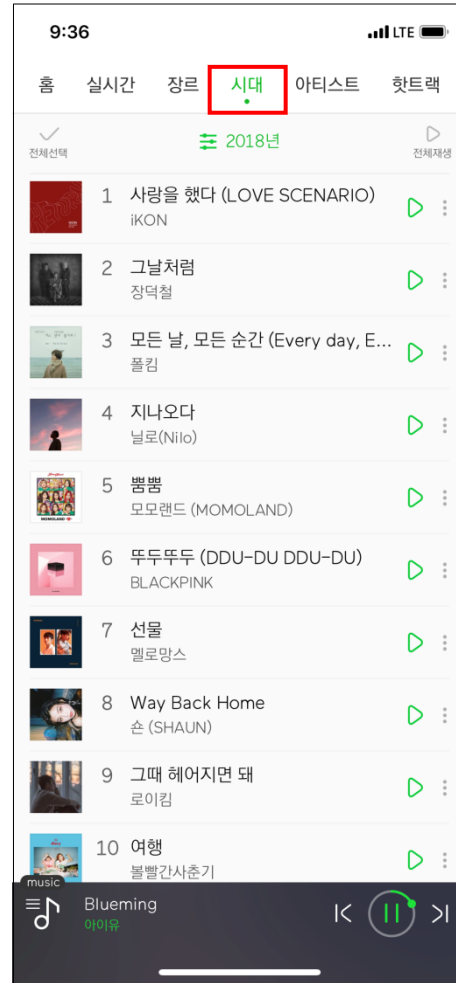 9:36 LTE
홈 실시간 장르 시대 아티스트 핫트랙
전체선택 2018년 전체재생
1 사랑을 했다 (LOVE SCENARIO)
iKON
2 그날처럼
장덕철
3 모든 날, 모든 순간 (Every day, E...
폴킴
4 지나오다
닐로(Nilo)
5 뿜뿜
모모랜드 (MOMOLAND)
6 뚜두뚜두 (DDU-DU DDU-DU)
BLACKPINK
7 선물
멜로망스
8 Way Back Home
숀 (SHAUN)
9 그때 헤어지면 돼
로이킴
10 여행
볼빨간사춘기
music
Blueming
아이유